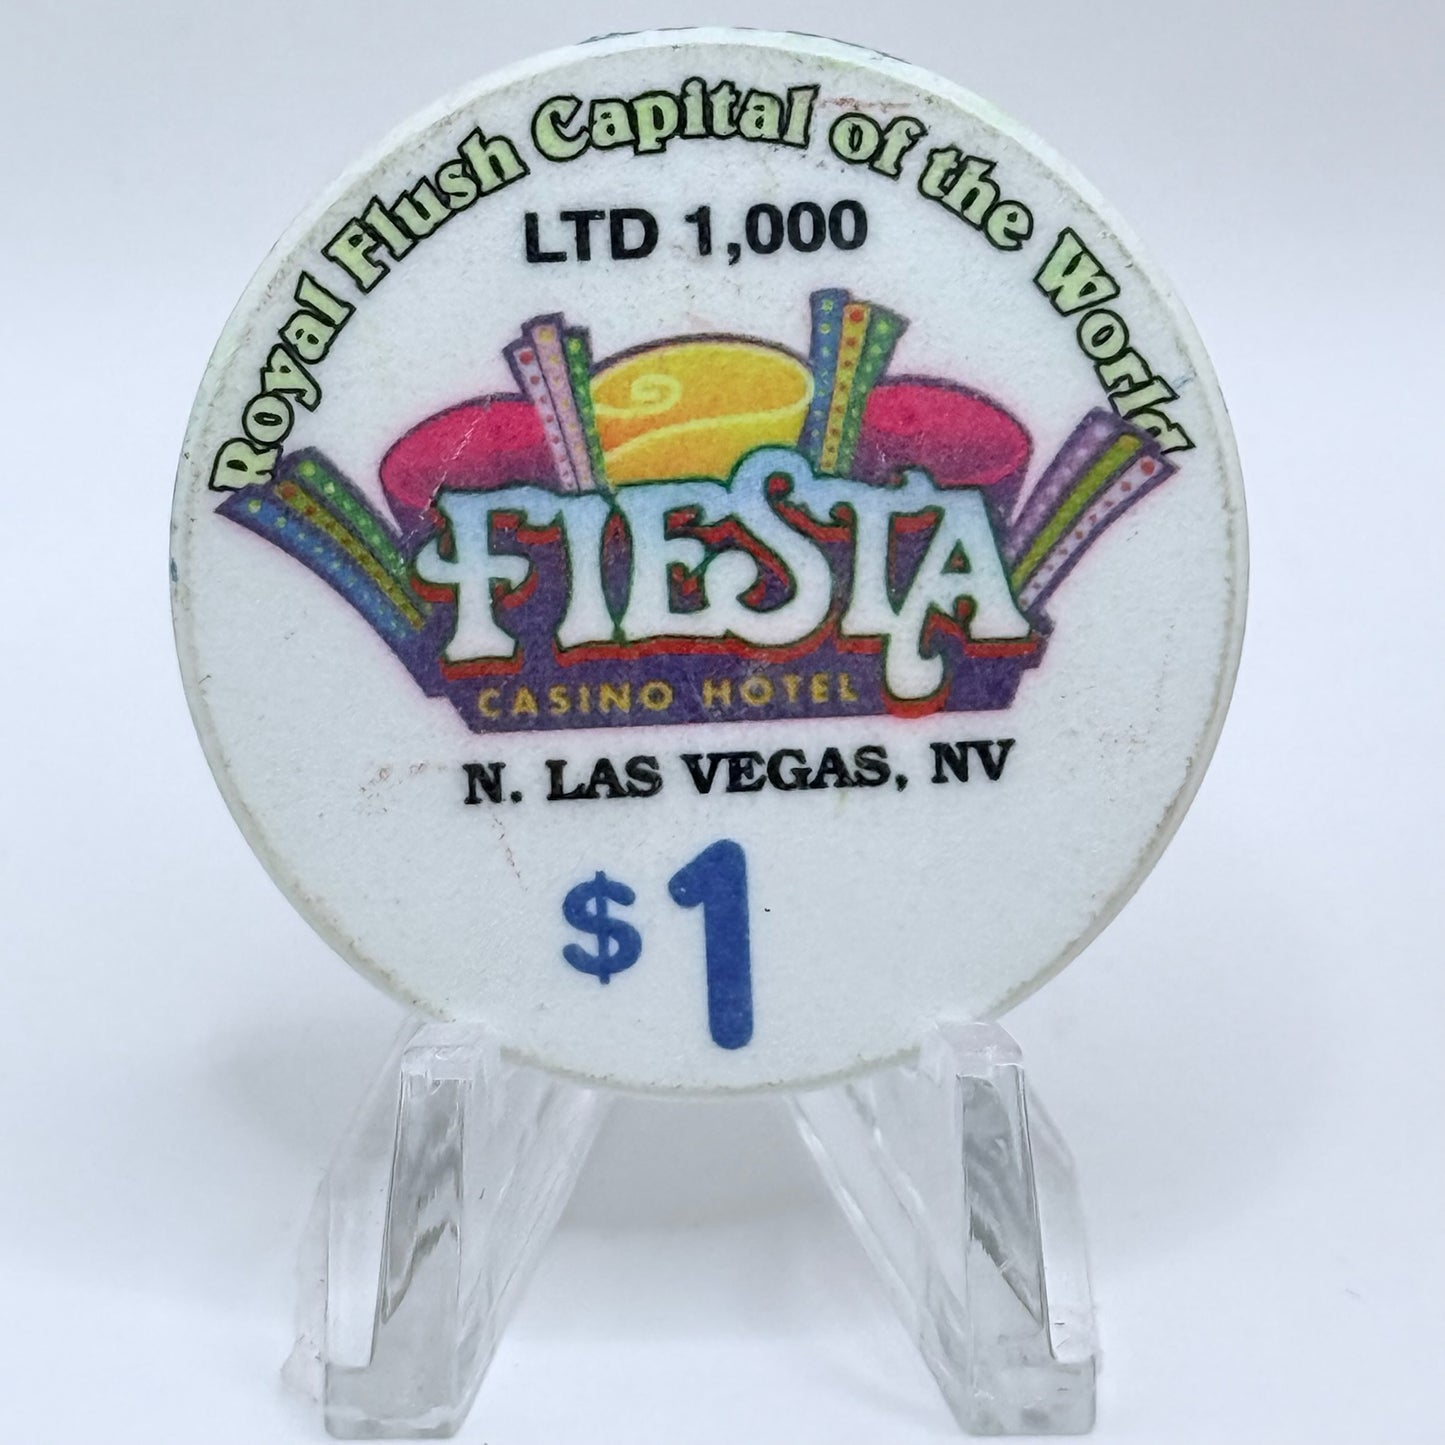 Royal Flush Capital of the World
LTD 1,000
FIESTA
CASINO HOTEL
N. LAS VEGAS, NV
$1